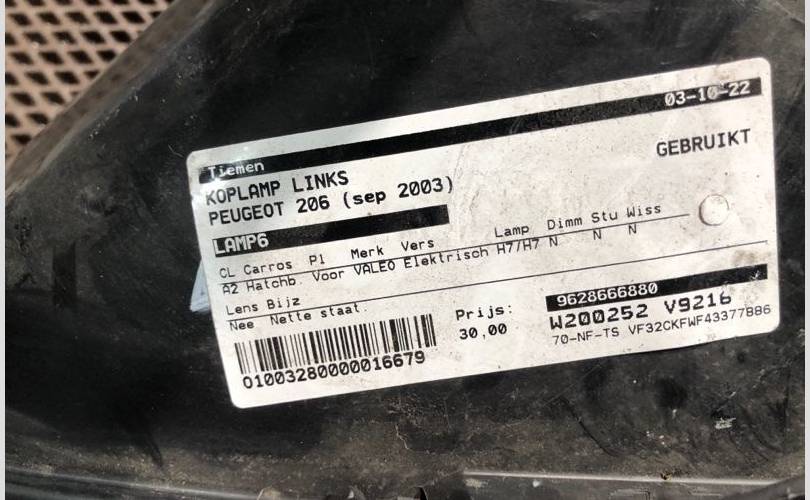 03-10-22
Tiemen
GEBRUIKT
KOPLAMP LINKS
PEUGEOT 206 (sep 2003)
LAMP6
CL Carros Pl Merk Vers Lamp Dimm Stu Wiss
A2 Hatchb. Voor VALEO Elektrisch H7/H7 N N N
Lens Bijz
Nee Nette staat.
Prijs:
30,00
9628666880
W200252 V9216
70-NF-TS VF32CKFWF43377886
01003280000016679